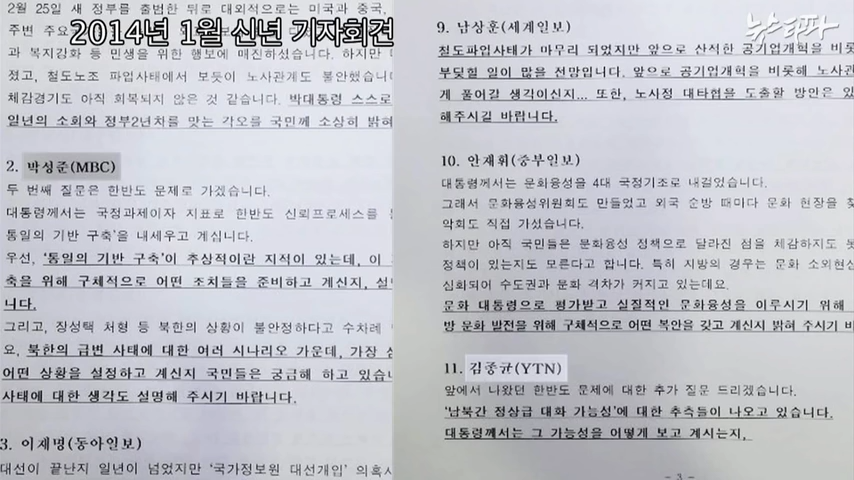 2월 25일 새 정부를 출범한 뒤로 대외적으로는 미국과 중국,
2014년 1월 신년 기자회견
주변 주요
과 복지강화 등 민생을 위한 행보에 매진하셨습니다. 하지만
졌고, 철도노조 파업사태에서 보듯이 노사관계도 불안했습니다
체감경기도 아직 회복되지 않은 것 같습니다. 박대통령 스스로
일년의 소회와 정부2년차를 맞는 각오를 국민께 소상히 밝혀
2. 박성준(MBC)
두 번째 질문은 한반도 문제로 가겠습니다.
대통령께서는 국정과제이자 지표로 한반도 신뢰프로세스를
통일의 기반 구축'을 내세우고 계십니다.
우선, '통일의 기반 구축'이 추상적이란 지적이 있는데, 이
축을 위해 구체적으로 어떤 조치들을 준비하고 계신지, 설
니다.
그리고, 장성택 처형 등 북한의 상황이 불안정하다고 수차례
요, 북한의 급변 사태에 대한 여러 시나리오 가운데, 가장
어떤 상황을 설정하고 계신지 국민들은 궁금해 하고 있습
사태에 대한 생각도 설명해 주시기 바랍니다.
3. 이재명(동아일보)
대선이 끝난지 일년이 넘었지만 '국가정보원 대선개입' 의혹사
뉴스타파
9. 남상훈(세계일보)
철도파업사태가 마무리 되었지만 앞으로 산적한 공기업개혁을 비롯
부딪힐 일이 많을 전망입니다. 앞으로 공기업개혁을 비롯해 노사관
게 풀어갈 생각이신지... 또한, 노사정 대타협을 도출할 방안은 있
해주시길 바랍니다.
10. 안재휘(중부일보)
대통령께서는 문화융성을 4대 국정기조로 내걸었습니다.
그래서 문화융성위원회도 만들었고 외국 순방 때마다 문화 현장을 찾
악회도 직접 가셨습니다.
하지만 아직 국민들은 문화융성 정책으로 달라진 점을 체감하지도 못
정책이 있는지도 모른다고 합니다. 특히 지방의 경우는 문화 소외현상
심화되어 수도권과 문화 격차가 커지고 있는데요.
문화 대통령으로 평가받고 실질적인 문화융성을 이루시기 위해
방 문화 발전을 위해 구체적으로 어떤 복안을 갖고 계신지 밝혀 주시기 바
11. 김종균(YTN)
앞에서 나왔던 한반도 문제에 대한 추가 질문 드리겠습니다.
'남북간 정상급 대화 가능성'에 대한 추측들이 나오고 있습니다.
대통령께서는 그 가능성을 어떻게 보고 계시는지,
- 3 -